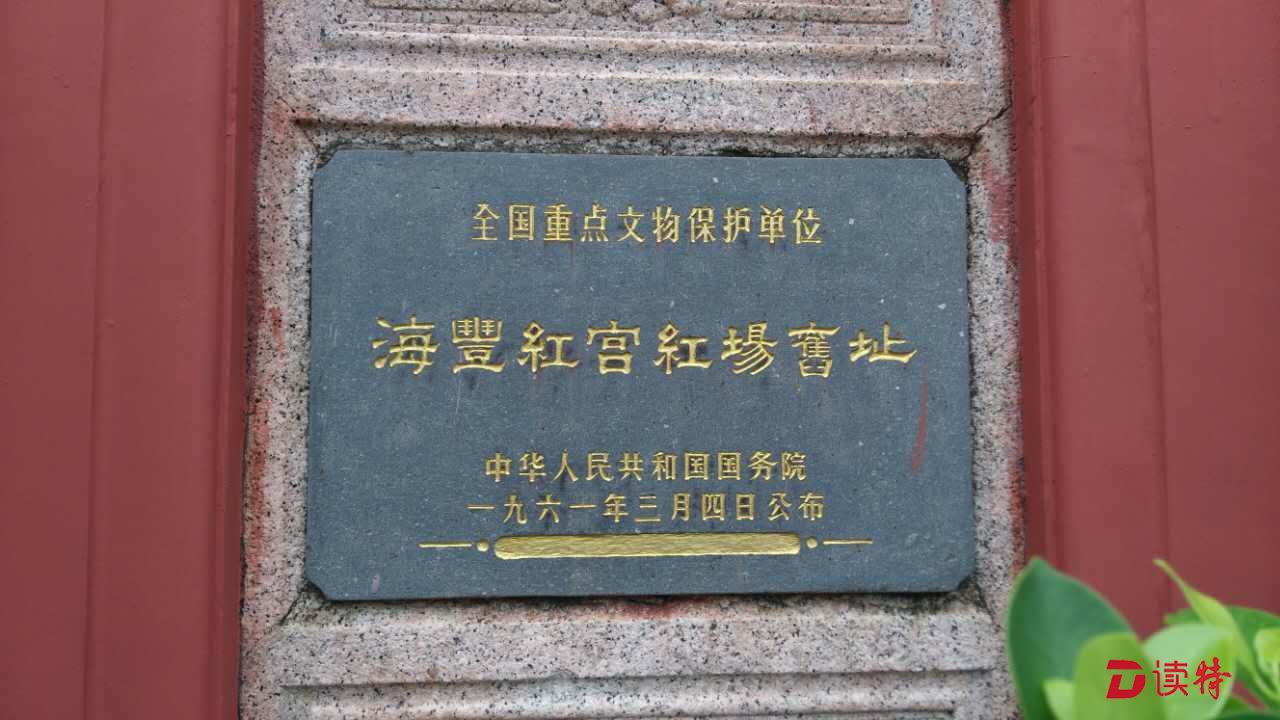 全国重点文物保护单位
海豐紅宫紅場舊址
中华人民共和国国务院
一九六一年三月四日公布
读特